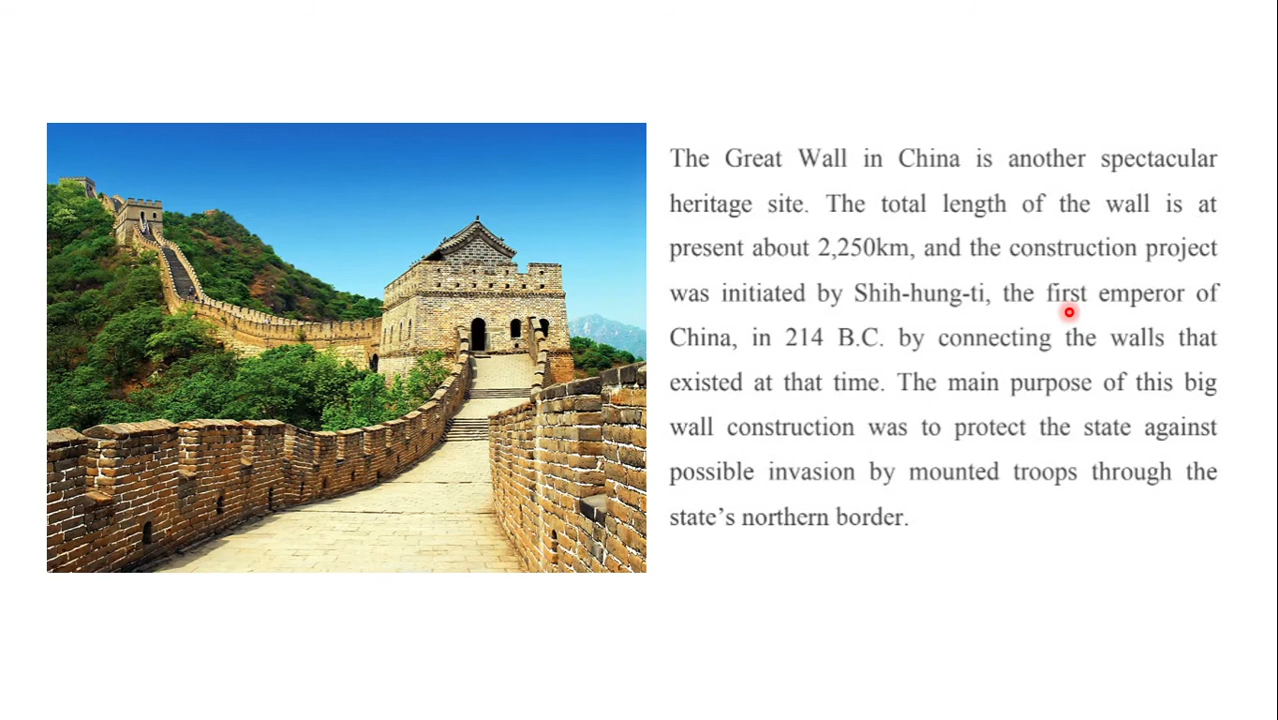 The Great Wall in China is another spectacular
heritage site. The total length of the wall is at
present about 2,250km, and the construction project
was initiated by Shih-hung-ti, the first emperor of
China, in 214 B.C. by connecting the walls that
existed at that time. The main purpose of this big
wall construction was to protect the state against
possible invasion by mounted troops through the
state’s northern border.